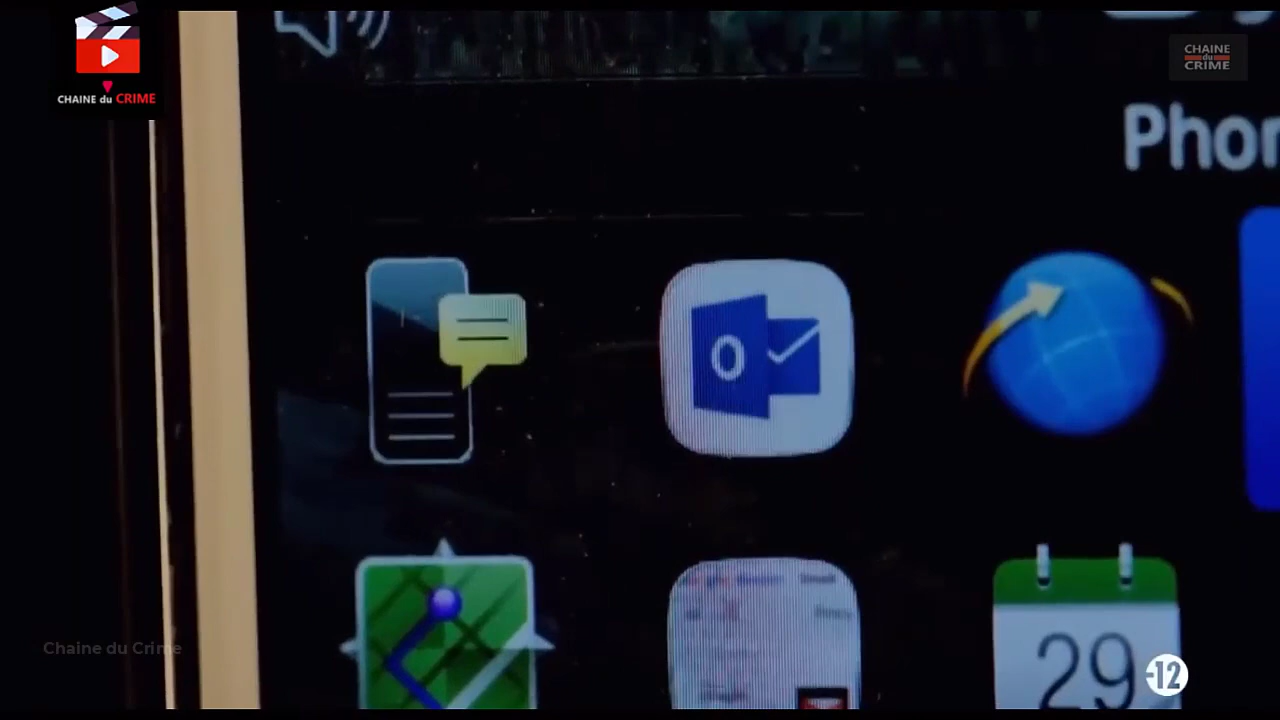 CHAINE du CRIME
CHAINE
du
CRIME
Phon
O
29
-12
Chaine du Crime